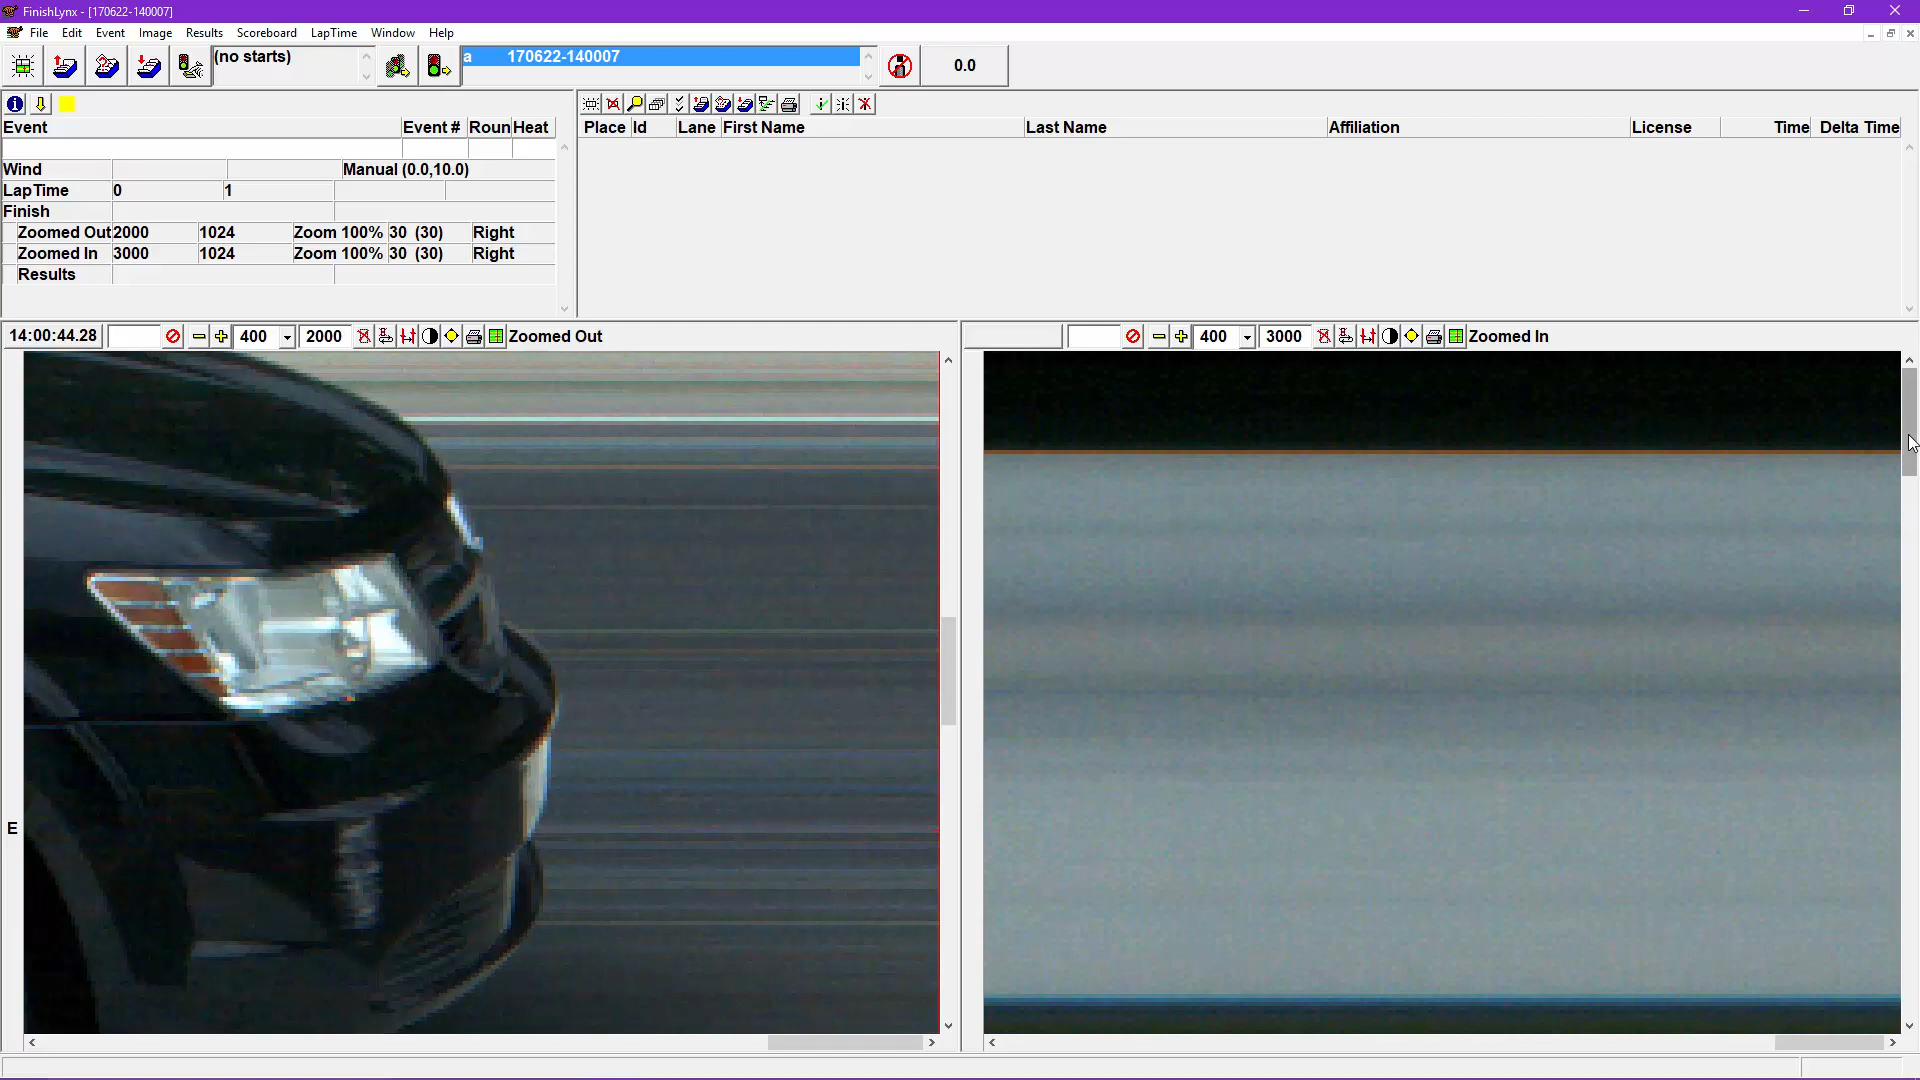 FinishLynx - [170622-140007]
File Edit Event Image Results Scoreboard LapTime Window Help
(no starts)
a 170622-140007
0.0
Event Event # Roun Heat
Wind Manual (0.0,10.0)
LapTime 0 1
Finish
Zoomed Out 2000 1024 Zoom 100% 30 (30) Right
Zoomed In 3000 1024 Zoom 100% 30 (30) Right
Results
Place Id Lane First Name Last Name Affiliation License Time Delta Time
14:00:44.28 400 2000 Zoomed Out
400 3000 Zoomed In
E